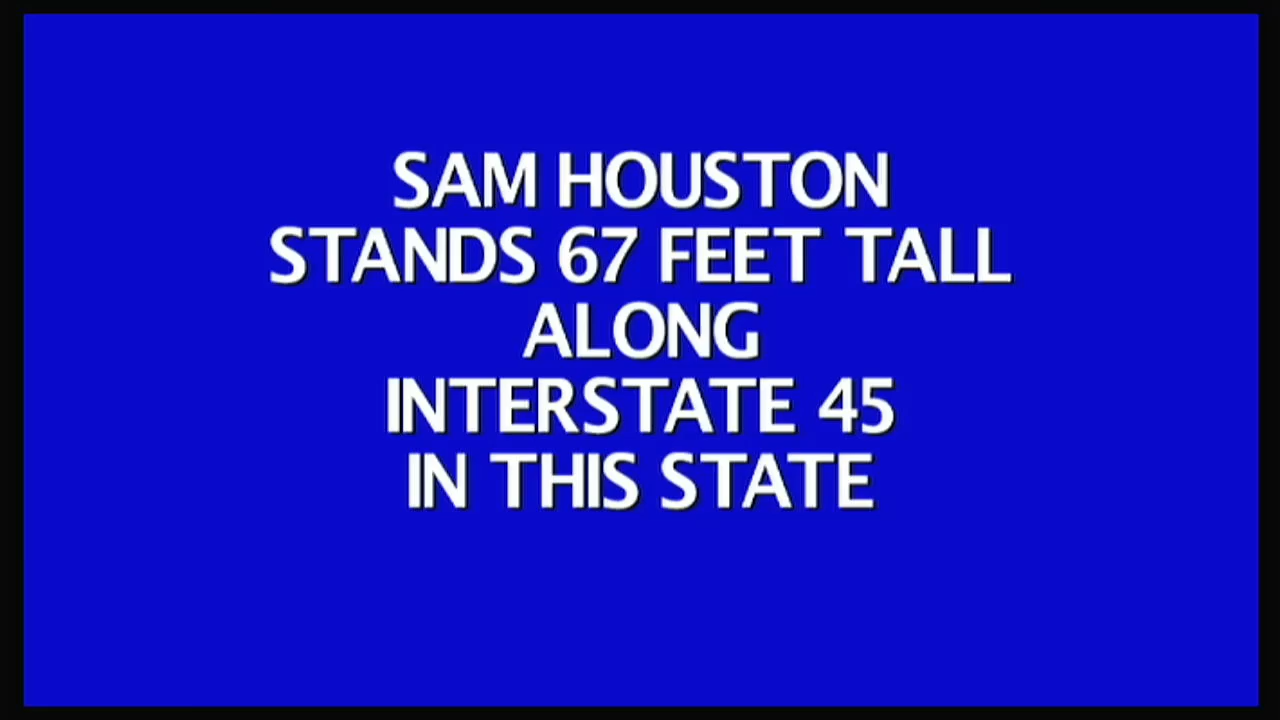 SAM HOUSTON
STANDS 67 FEET TALL
ALONG
INTERSTATE 45
IN THIS STATE